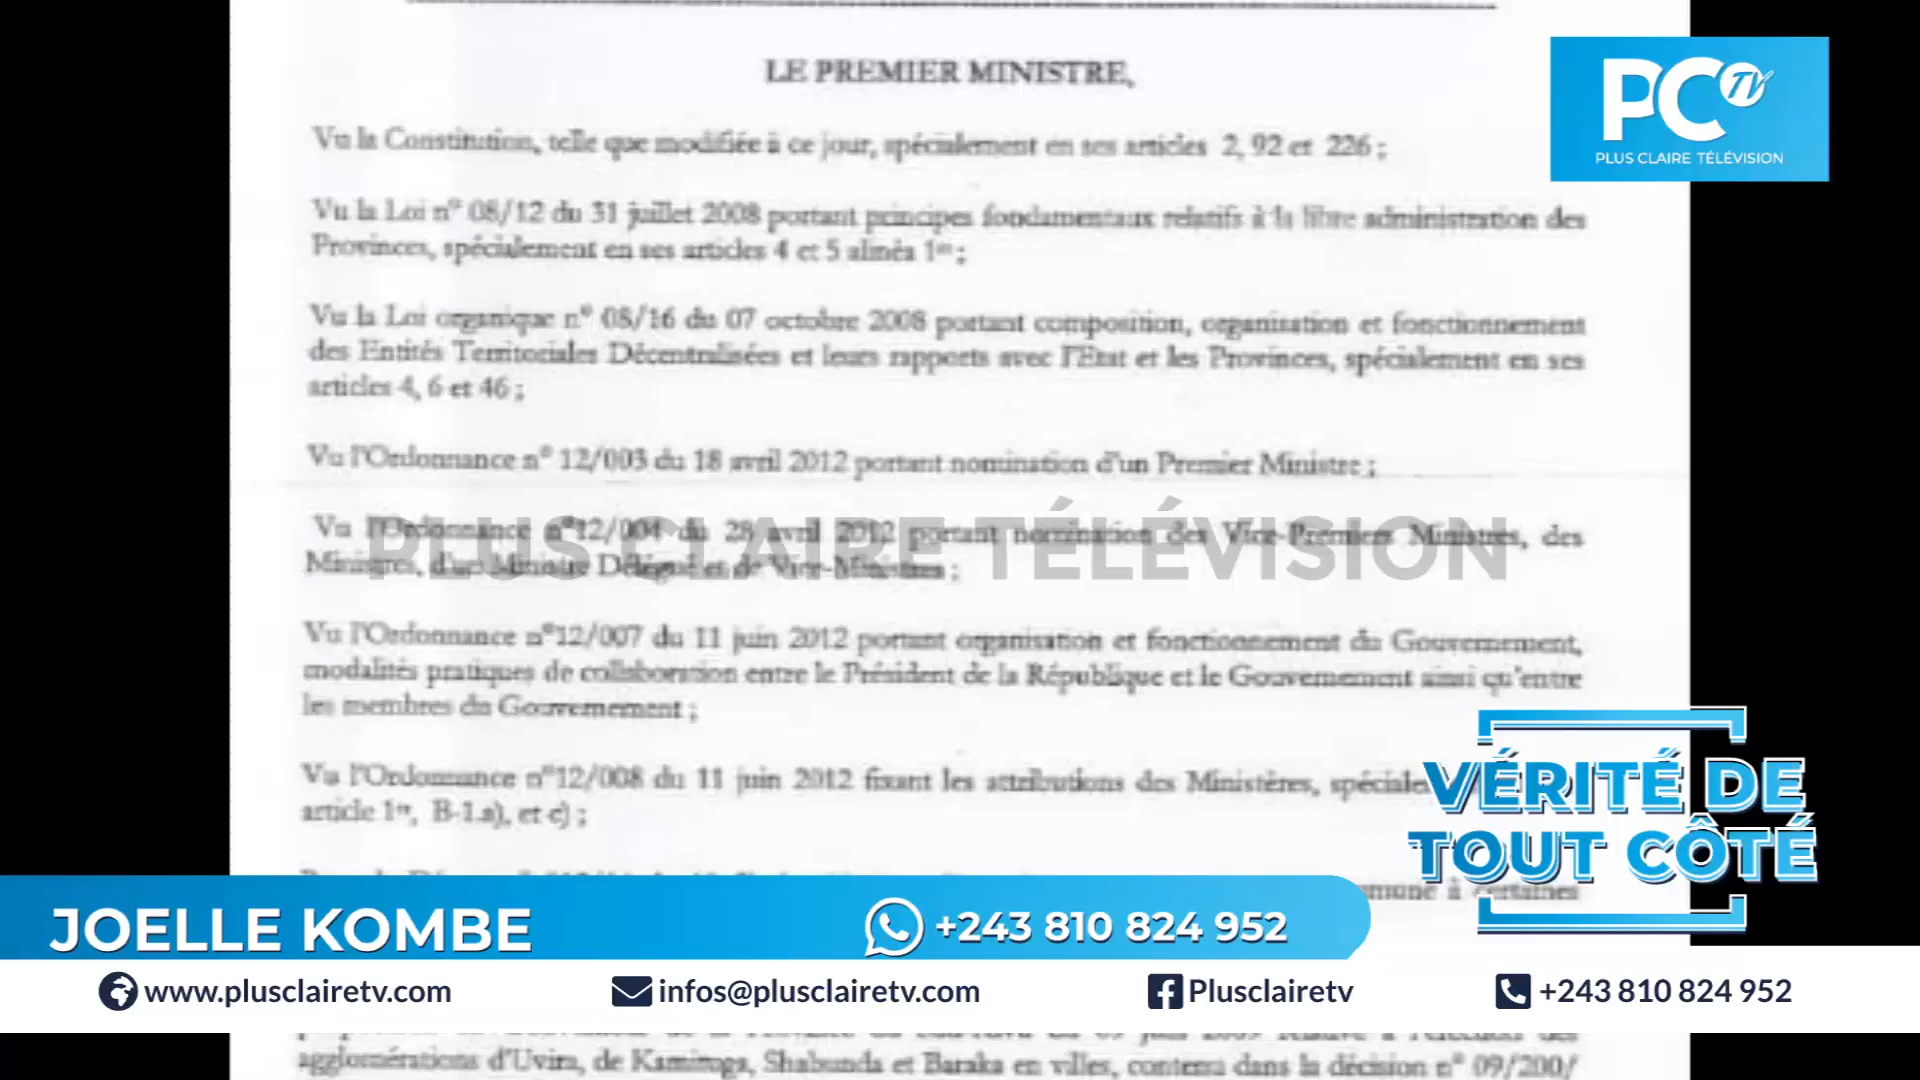 LE PREMIER MINISTRE,
PC TV
PLUS CLAIRE TÉLÉVISION
Vu la Constitution, telle que modifiée à ce jour, spécialement en ses articles 2, 92 et 226 ;
Vu la Loi n° 08/12 du 31 juillet 2008 portant principes fondamentaux relatifs à la libre administration des
Provinces, spécialement en ses articles 4 et 5 alinéa 1er ;
Vu la Loi organique n° 08/16 du 07 octobre 2008 portant composition, organisation et fonctionnement
des Entités Territoriales Décentralisées et leurs rapports avec l'Etat et les Provinces, spécialement en ses
articles 4, 6 et 46 ;
Vu l'Ordonnance n° 12/003 du 18 avril 2012 portant nomination d'un Premier Ministre ;
Vu l'Ordonnance n°12/004 du 28 avril 2012 portant nomination des Vice-Premiers Ministres, des
Ministres, d'un Ministre Délégué et de Vice-Ministres ;
PLUS CLAIRE TÉLÉVISION
Vu l'Ordonnance n°12/007 du 11 juin 2012 portant organisation et fonctionnement du Gouvernement,
modalités pratiques de collaboration entre le Président de la République et le Gouvernement ainsi qu'entre
les membres du Gouvernement ;
Vu l'Ordonnance n°12/008 du 11 juin 2012 fixant les attributions des Ministères,
article 1er, B-1.a), et c) ;
VÉRITÉ DE
TOUT CÔTÉ
à certaines
JOELLE KOMBE
+243 810 824 952
www.plusclairetv.com
infos@plusclairetv.com
Plusclairetv
+243 810 824 952
agglomérations d'Uvira, de Kamituga, Shabunda et Baraka en villes, contenu dans la décision n° 09/200/